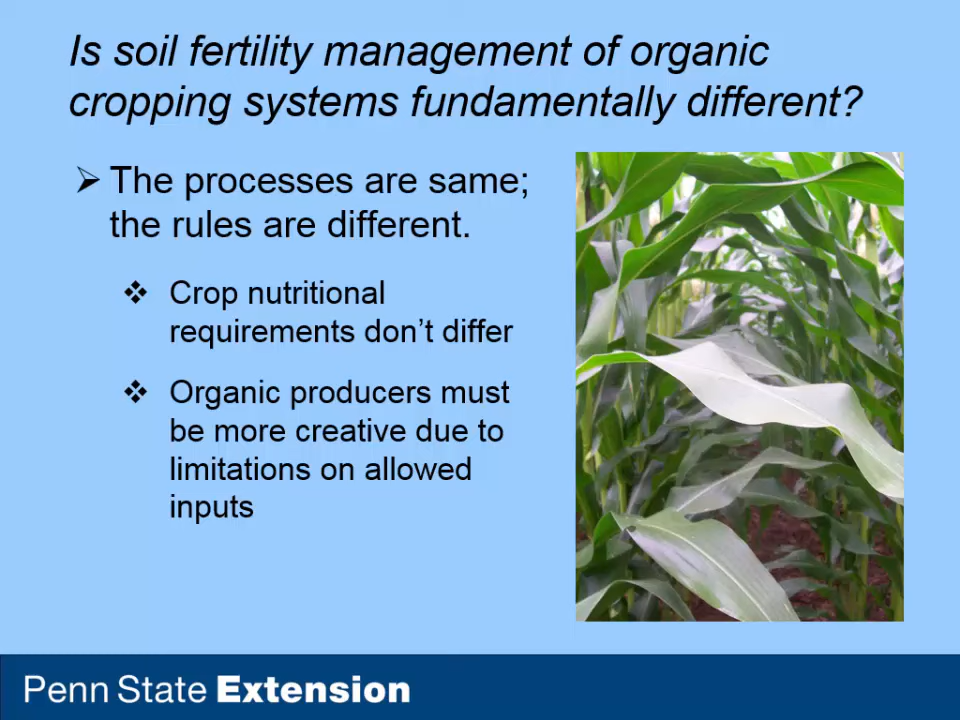 Is soil fertility management of organic
cropping systems fundamentally different?
➢ The processes are same;
the rules are different.
❖ Crop nutritional
requirements don’t differ
❖ Organic producers must
be more creative due to
limitations on allowed
inputs
Penn State Extension